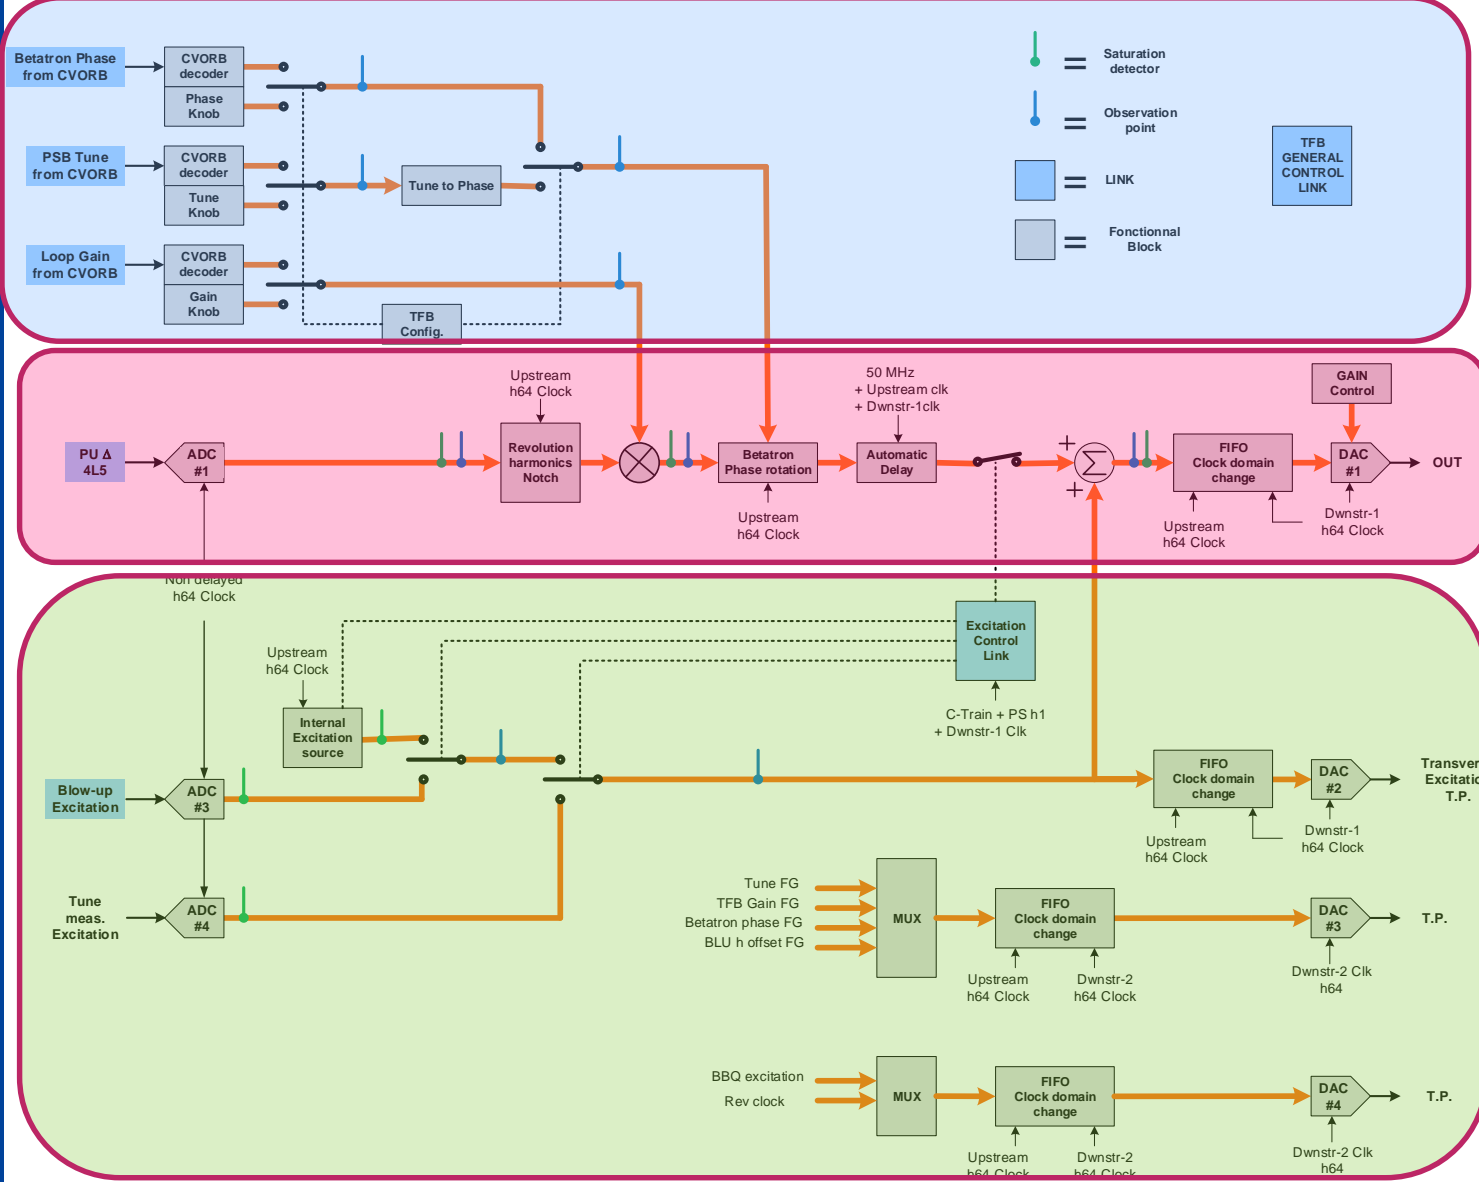 Betatron Phase
from CVORB
CVORB
decoder
Phase
Knob
PSB Tune
from CVORB
CVORB
decoder
Tune
Knob
Tune to Phase
Loop Gain
from CVORB
CVORB
decoder
Gain
Knob
TFB
Config.
Saturation
detector
Observation
point
LINK
Fonctionnal
Block
TFB
GENERAL
CONTROL
LINK
PU Δ
4L5
ADC
#1
Upstream
h64 Clock
Revolution
harmonics
Notch
Betatron
Phase rotation
Upstream
h64 Clock
50 MHz
+ Upstream clk
+ Dwnstr-1clk
Automatic
Delay
+
Σ
+
FIFO
Clock domain
change
Upstream
h64 Clock
GAIN
Control
DAC
#1
Dwnstr-1
h64 Clock
OUT
Non delayed
h64 Clock
Upstream
h64 Clock
Internal
Excitation
source
Excitation
Control
Link
C-Train + PS h1
+ Dwnstr-1 Clk
Blow-up
Excitation
ADC
#3
Tune
meas.
Excitation
ADC
#4
FIFO
Clock domain
change
Upstream
h64 Clock
DAC
#2
Dwnstr-1
h64 Clock
Transver
Excitatio
T.P.
Tune FG
TFB Gain FG
Betatron phase FG
BLU h offset FG
MUX
FIFO
Clock domain
change
Upstream
h64 Clock
Dwnstr-2
h64 Clock
DAC
#3
Dwnstr-2 Clk
h64
T.P.
BBQ excitation
Rev clock
MUX
FIFO
Clock domain
change
Upstream
h64 Clock
Dwnstr-2
h64 Clock
DAC
#4
Dwnstr-2 Clk
h64
T.P.